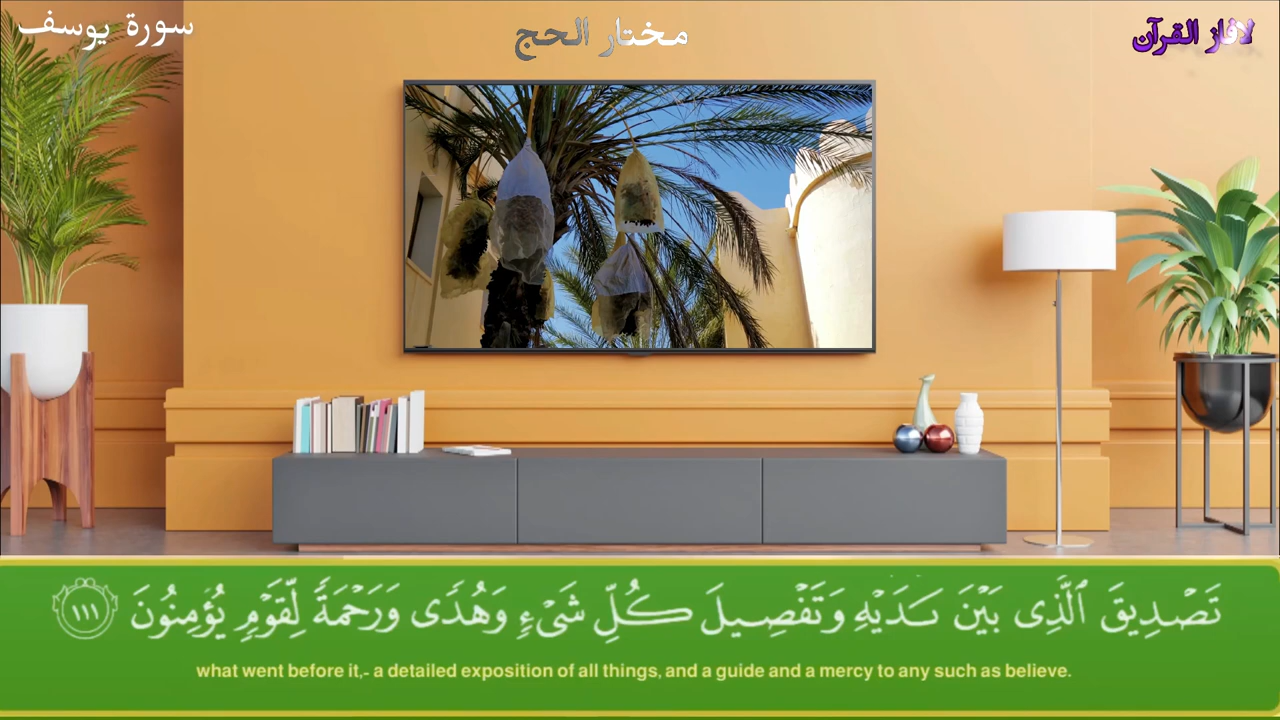 سورة يوسف
مختار الحج
لافاز القرآن
تَصْدِيقَ ٱلَّذِى بَيْنَ يَدَيْهِ وَتَفْصِيلَ كُلِّ شَىْءٍ وَهُدًى وَرَحْمَةً لِّقَوْمٍ يُؤْمِنُونَ ١١١
what went before it,- a detailed exposition of all things, and a guide and a mercy to any such as believe.